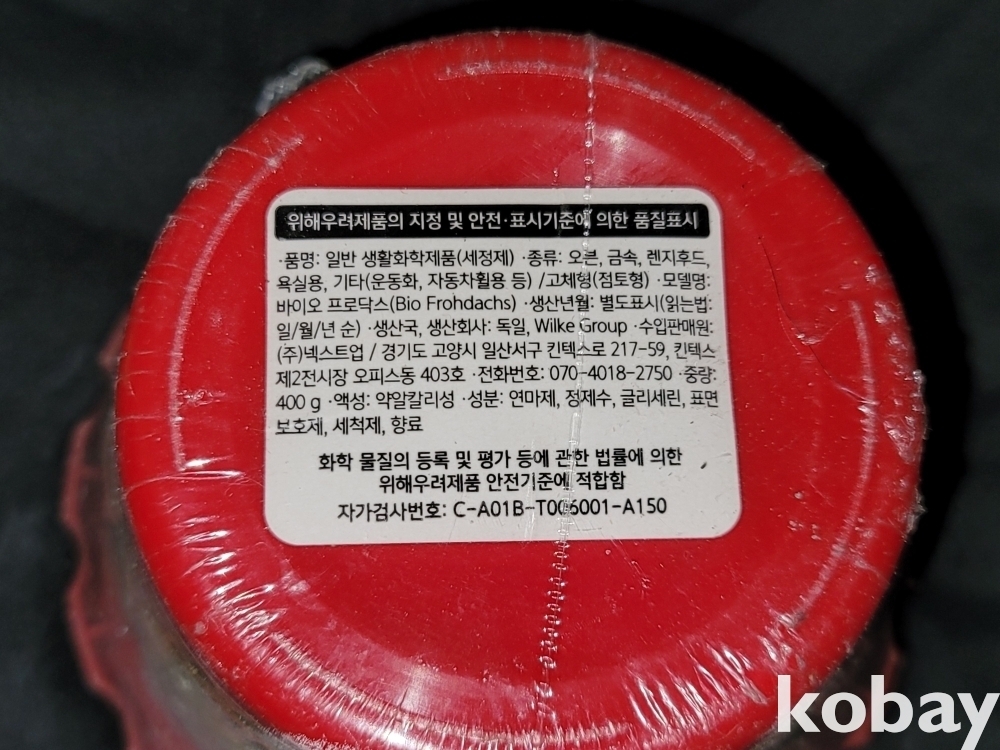 위해우려제품의 지정 및 안전·표시기준에 의한 품질표시
·품명: 일반 생활화학제품(세정제) ·종류: 오븐, 금속, 렌지후드,
욕실용, 기타(운동화, 자동차휠용 등) /고체형(점토형) ·모델명:
바이오 프로닥스(Bio Frohdachs) ·생산년월: 별도표시(읽는법:
일/월/년 순) ·생산국, 생산회사: 독일, Wilke Group ·수입판매원:
(주)넥스트업 / 경기도 고양시 일산서구 킨텍스로 217-59, 킨텍스
제2전시장 오피스동 403호 ·전화번호: 070-4018-2750 ·중량:
400 g ·액성: 약알칼리성 ·성분: 연마제, 정제수, 글리세린, 표면
보호제, 세척제, 향료
화학 물질의 등록 및 평가 등에 관한 법률에 의한
위해우려제품 안전기준에 적합함
자가검사번호: C-A01B-T006001-A150
kobay